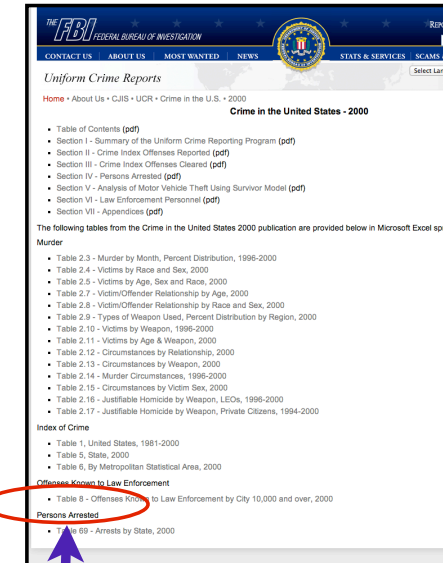 THE FBI FEDERAL BUREAU OF INVESTIGATION
CONTACT US ABOUT US MOST WANTED NEWS STATS & SERVICES SCAMS
Uniform Crime Reports
Home • About Us • CJIS • UCR • Crime in the U.S. • 2000
Crime in the United States - 2000
Table of Contents (pdf)
Section I - Summary of the Uniform Crime Reporting Program (pdf)
Section II - Crime Index Offenses Reported (pdf)
Section III - Crime Index Offenses Cleared (pdf)
Section IV - Persons Arrested (pdf)
Section V - Analysis of Motor Vehicle Theft Using Survivor Model (pdf)
Section VI - Law Enforcement Personnel (pdf)
Section VII - Appendices (pdf)
The following tables from the Crime in the United States 2000 publication are provided below in Microsoft Excel
Murder
Table 2.3 - Murder by Month, Percent Distribution, 1996-2000
Table 2.4 - Victims by Race and Sex, 2000
Table 2.5 - Victims by Age, Sex and Race, 2000
Table 2.7 - Victim/Offender Relationship by Age, 2000
Table 2.8 - Victim/Offender Relationship by Race and Sex, 2000
Table 2.9 - Types of Weapon Used, Percent Distribution by Region, 2000
Table 2.10 - Victims by Weapon, 1996-2000
Table 2.11 - Victims by Age & Weapon, 2000
Table 2.12 - Circumstances by Relationship, 2000
Table 2.13 - Circumstances by Weapon, 2000
Table 2.14 - Murder Circumstances, 1996-2000
Table 2.15 - Circumstances by Victim Sex, 2000
Table 2.16 - Justifiable Homicide by Weapon, LEOs, 1996-2000
Table 2.17 - Justifiable Homicide by Weapon, Private Citizens, 1994-2000
Index of Crime
Table 1, United States, 1981-2000
Table 5, State, 2000
Table 6, By Metropolitan Statistical Area, 2000
Offenses Known to Law Enforcement
Table 8 - Offenses Known to Law Enforcement by City 10,000 and over, 2000
Persons Arrested
Table 69 - Arrests by State, 2000